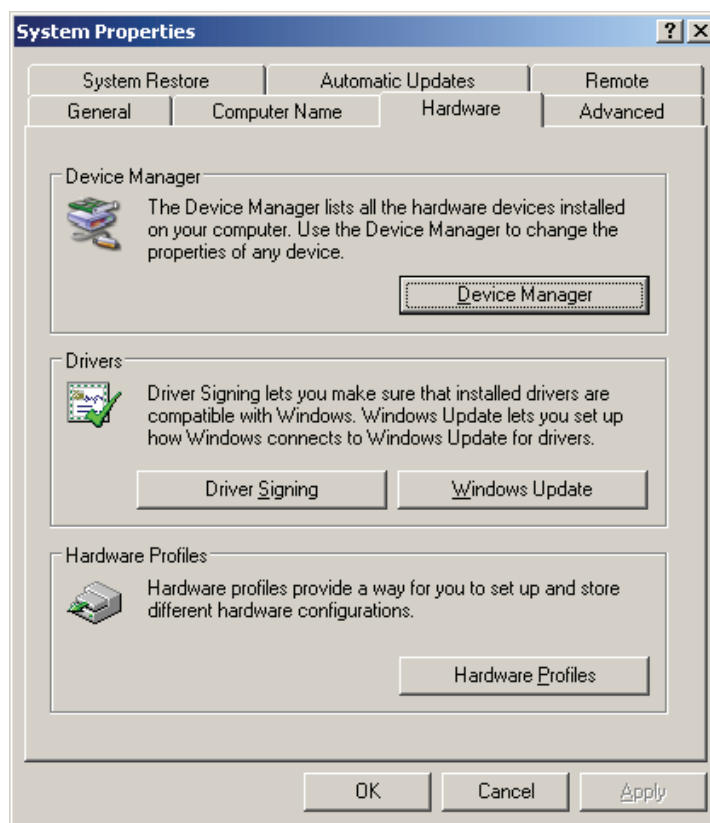 System Properties
System Restore
Automatic Updates
Remote
General
Computer Name
Hardware
Advanced
Device Manager
The Device Manager lists all the hardware devices installed
on your computer. Use the Device Manager to change the
properties of any device.
Device Manager
Drivers
Driver Signing lets you make sure that installed drivers are
compatible with Windows. Windows Update lets you set up
how Windows connects to Windows Update for drivers.
Driver Signing
Windows Update
Hardware Profiles
Hardware profiles provide a way for you to set up and store
different hardware configurations.
Hardware Profiles
OK
Cancel
Apply